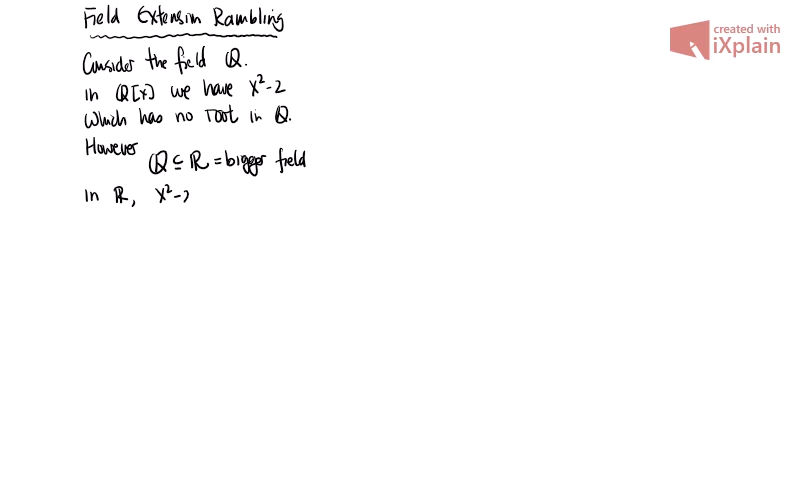 Field Extension Rambling
created with
iXplain
Consider the field ℚ.
in ℚ[x] we have x²-2
which has no root in ℚ.
However
ℚ ⊆ ℝ = bigger field
in ℝ, x²-